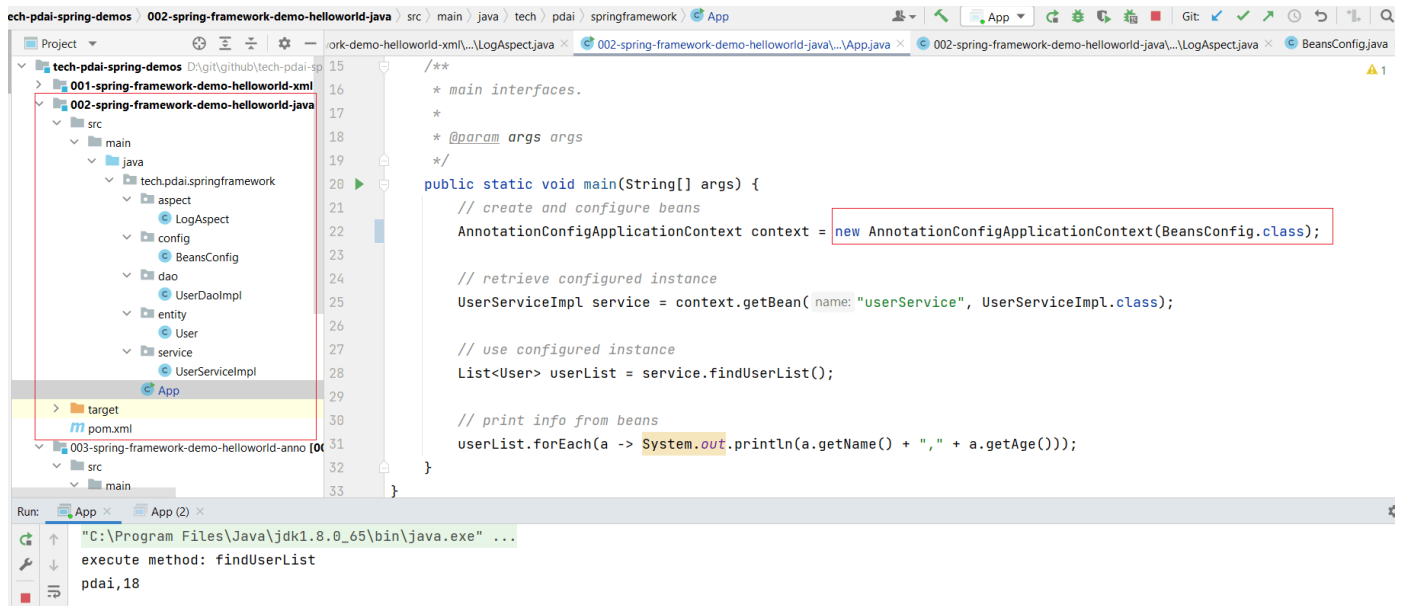 ech-pdai-spring-demos 〉 002-spring-framework-demo-helloworld-java 〉 src 〉 main 〉 java 〉 tech 〉 pdai 〉 springframework 〉 App
App
Git:
Project
ork-demo-helloworld-xml\...\LogAspect.java
002-spring-framework-demo-helloworld-java\...\App.java
002-spring-framework-demo-helloworld-java\...\LogAspect.java
BeansConfig.java
tech-pdai-spring-demos D:\git\github\tech-pdai-sp
001-spring-framework-demo-helloworld-xml
002-spring-framework-demo-helloworld-java
src
main
java
tech.pdai.springframework
aspect
LogAspect
config
BeansConfig
dao
UserDaoImpl
entity
User
service
UserServiceImpl
App
target
pom.xml
003-spring-framework-demo-helloworld-anno [00
src
main
1
15 /**
16 * main interfaces.
17 *
18 * @param args args
19 */
20 public static void main(String[] args) {
21 // create and configure beans
22 AnnotationConfigApplicationContext context = new AnnotationConfigApplicationContext(BeansConfig.class);
23
24 // retrieve configured instance
25 UserServiceImpl service = context.getBean( name: "userService", UserServiceImpl.class);
26
27 // use configured instance
28 List<User> userList = service.findUserList();
29
30 // print info from beans
31 userList.forEach(a -> System.out.println(a.getName() + "," + a.getAge()));
32 }
33 }
Run: App App (2)
"C:\Program Files\Java\jdk1.8.0_65\bin\java.exe" ...
execute method: findUserList
pdai,18